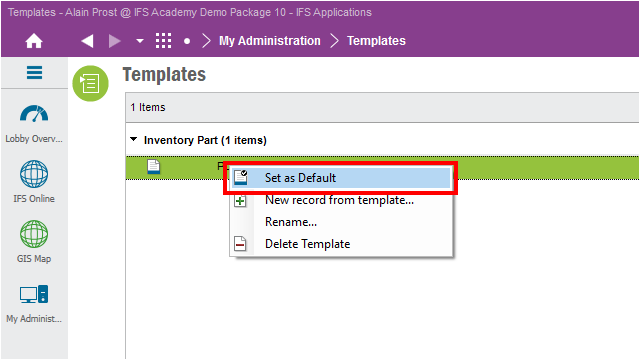 Templates - Alain Prost @ IFS Academy Demo Package 10 - IFS Applications
My Administration
Templates
Templates
1 Items
Lobby Overv...
Inventory Part (1 items)
Set as Default
IFS Online
New record from template...
Rename...
GIS Map
Delete Template
My Administ...